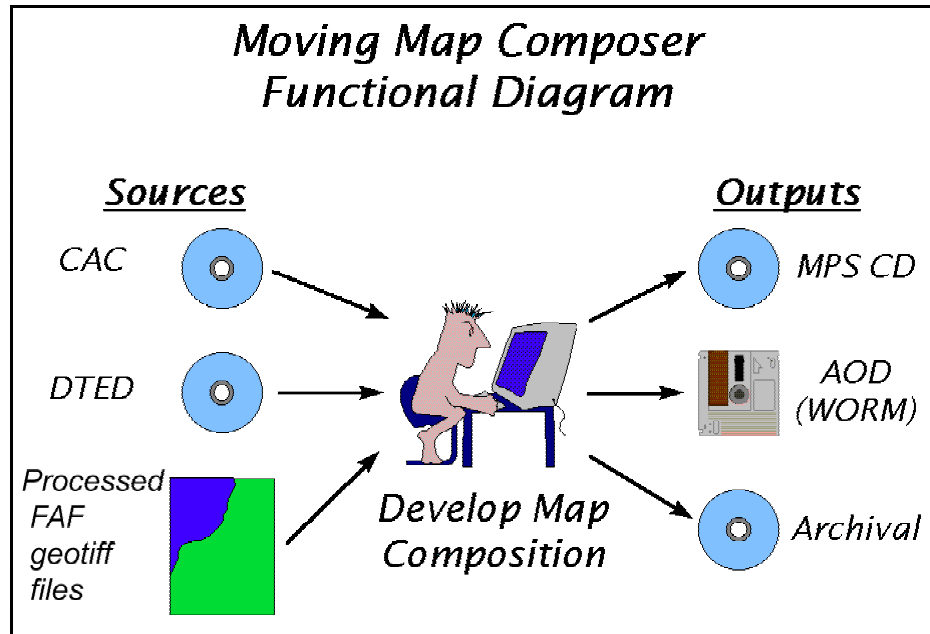 Moving Map Composer
Functional Diagram
Sources
Outputs
CAC
MPS CD
DTED
AOD
(WORM)
Processed
FAF
geotiff
files
Develop Map
Composition
Archival